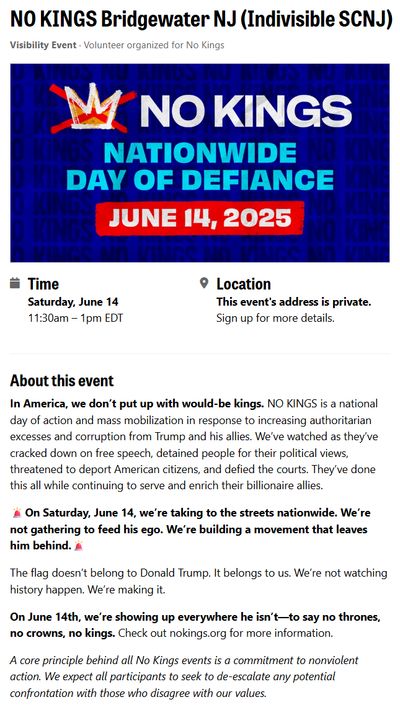 NO KINGS Bridgewater NJ (Indivisible SCNJ)
Visibility Event · Volunteer organized for No Kings
NO KINGS
NATIONWIDE
DAY OF DEFIANCE
JUNE 14, 2025
Time
Saturday, June 14
11:30am – 1pm EDT
Location
This event's address is private.
Sign up for more details.
About this event
In America, we don’t put up with would-be kings. NO KINGS is a national
day of action and mass mobilization in response to increasing authoritarian
excesses and corruption from Trump and his allies. We’ve watched as they’ve
cracked down on free speech, detained people for their political views,
threatened to deport American citizens, and defied the courts. They’ve done
this all while continuing to serve and enrich their billionaire allies.
🚨On Saturday, June 14, we’re taking to the streets nationwide. We’re
not gathering to feed his ego. We’re building a movement that leaves
him behind.🚨
The flag doesn’t belong to Donald Trump. It belongs to us. We’re not watching
history happen. We’re making it.
On June 14th, we’re showing up everywhere he isn’t—to say no thrones,
no crowns, no kings. Check out nokings.org for more information.
A core principle behind all No Kings events is a commitment to nonviolent
action. We expect all participants to seek to de-escalate any potential
confrontation with those who disagree with our values.